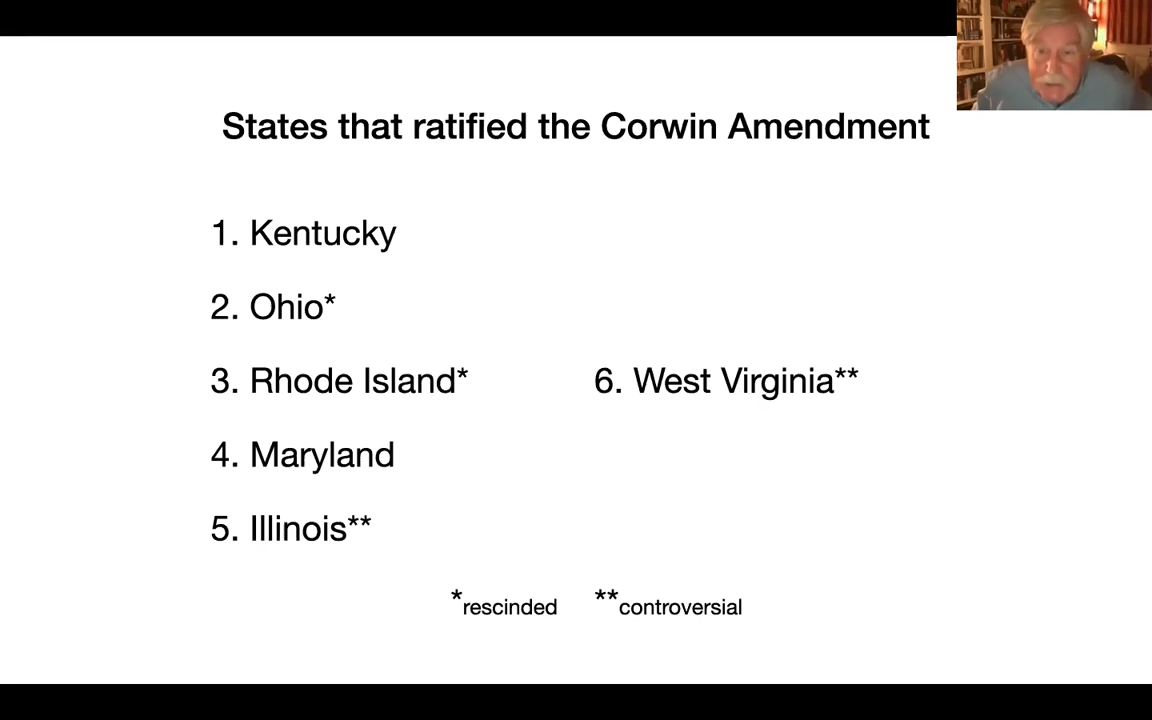 States that ratified the Corwin Amendment
1. Kentucky
2. Ohio*
3. Rhode Island*
4. Maryland
5. Illinois**
6. West Virginia**
*rescinded
**controversial